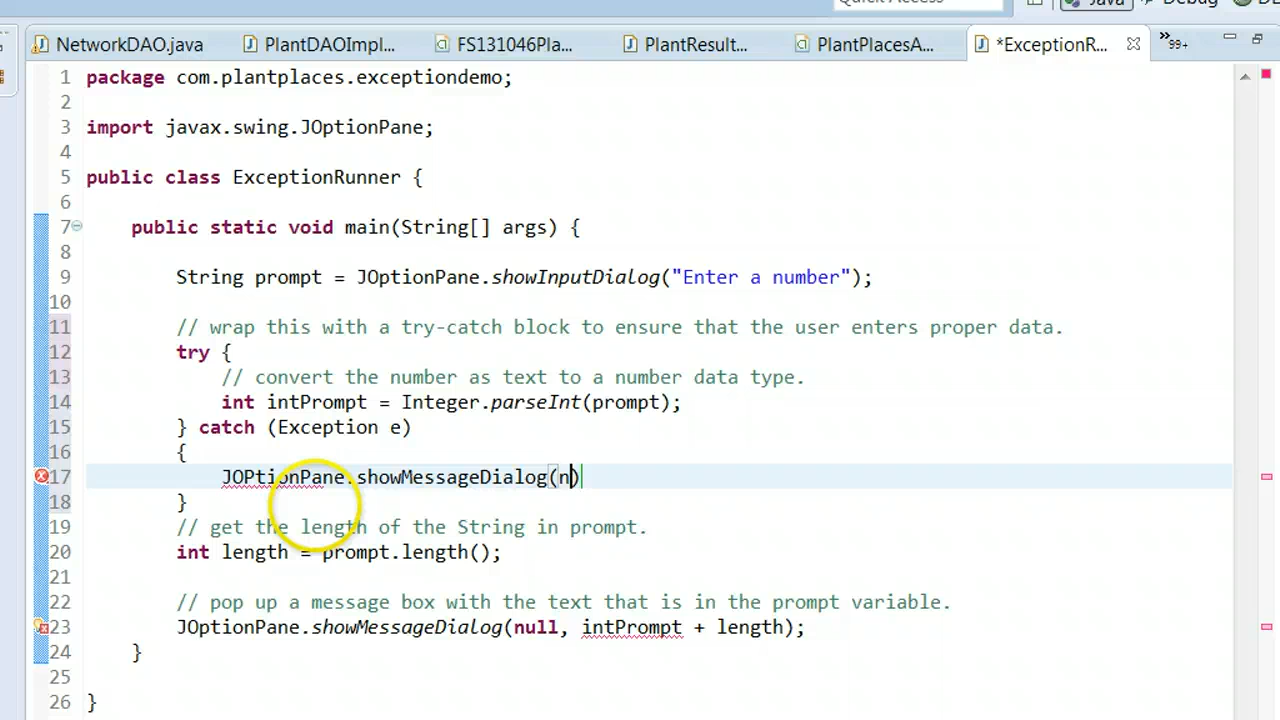 Quick Access
Java
Debug
NetworkDAO.java
PlantDAOImpl...
FS131046Pla...
PlantResult...
PlantPlacesA...
*ExceptionR...
99+
1 package com.plantplaces.exceptiondemo;
2
3 import javax.swing.JOptionPane;
4
5 public class ExceptionRunner {
6
7 public static void main(String[] args) {
8
9 String prompt = JOptionPane.showInputDialog("Enter a number");
10
11 // wrap this with a try-catch block to ensure that the user enters proper data.
12 try {
13 // convert the number as text to a number data type.
14 int intPrompt = Integer.parseInt(prompt);
15 } catch (Exception e)
16 {
17 JOPtionPane.showMessageDialog(n)
18 }
19 // get the length of the String in prompt.
20 int length = prompt.length();
21
22 // pop up a message box with the text that is in the prompt variable.
23 JOptionPane.showMessageDialog(null, intPrompt + length);
24 }
25
26 }